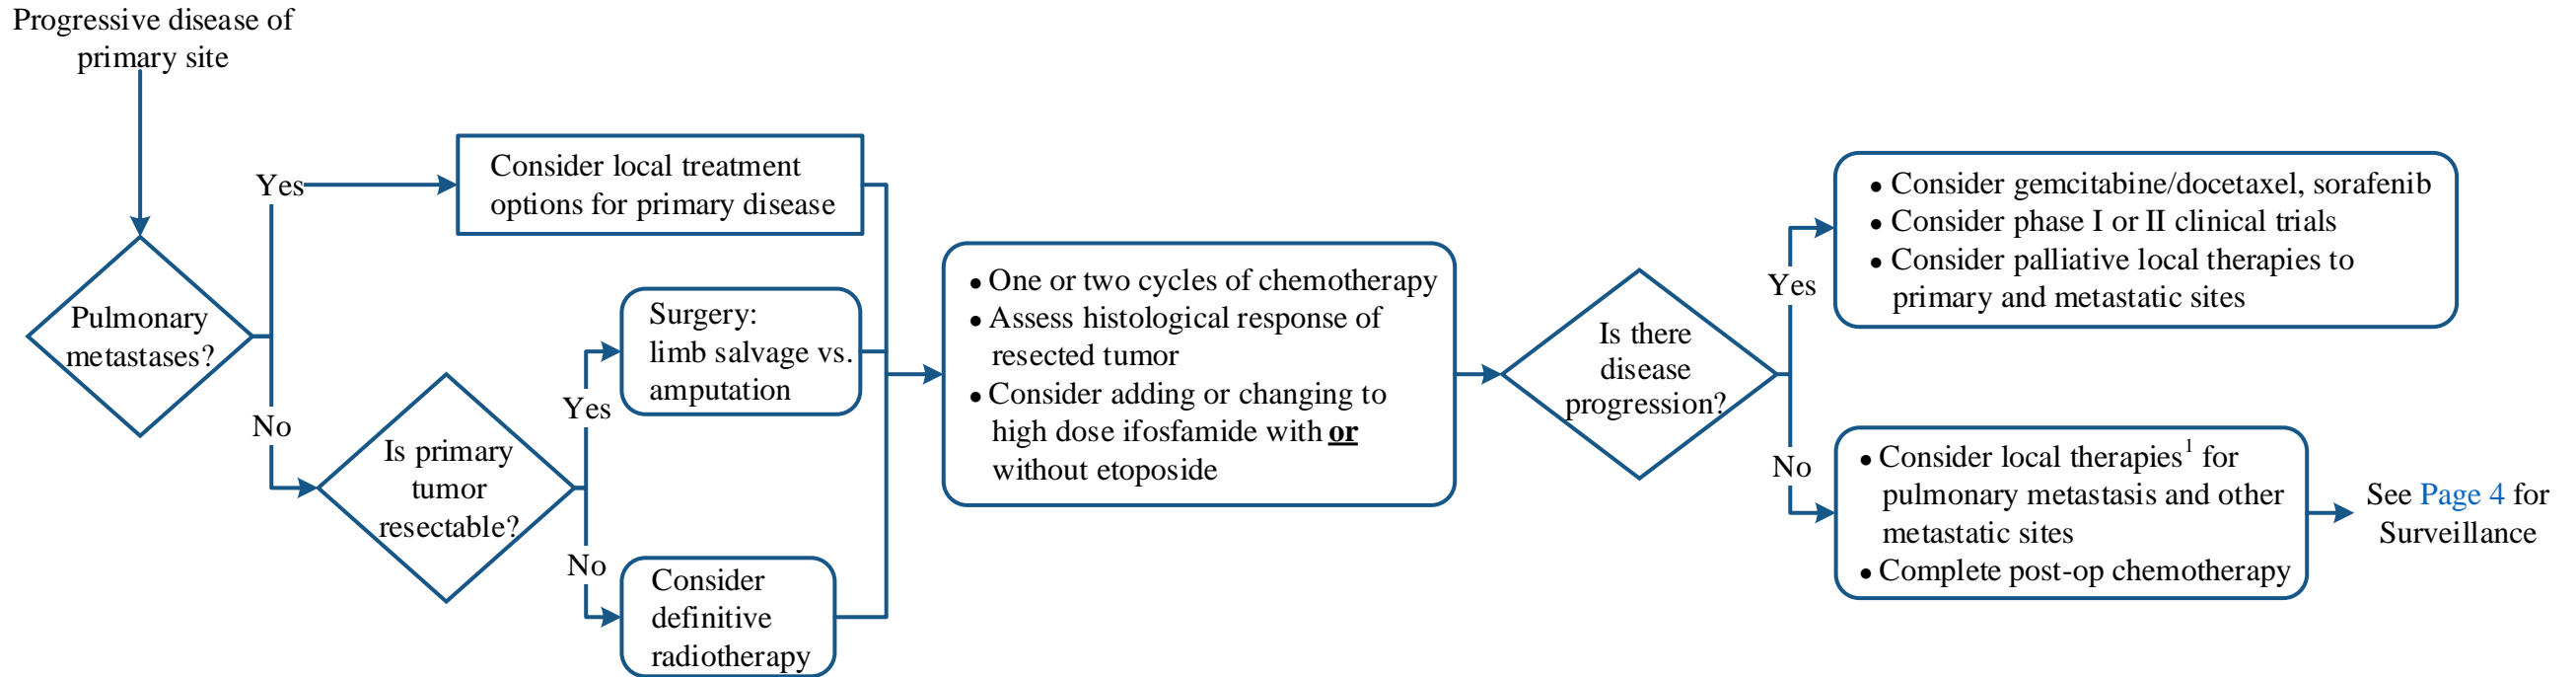 Progressive disease of
primary site
Pulmonary
metastases?
Yes
No
Consider local treatment
options for primary disease
Is primary
tumor
resectable?
Yes
No
Surgery:
limb salvage vs.
amputation
Consider
definitive
radiotherapy
• One or two cycles of chemotherapy
• Assess histological response of
resected tumor
• Consider adding or changing to
high dose ifosfamide with or
without etoposide
Is there
disease
progression?
Yes
No
• Consider gemcitabine/docetaxel, sorafenib
• Consider phase I or II clinical trials
• Consider palliative local therapies to
primary and metastatic sites
• Consider local therapies¹ for
pulmonary metastasis and other
metastatic sites
• Complete post-op chemotherapy
See Page 4 for
Surveillance